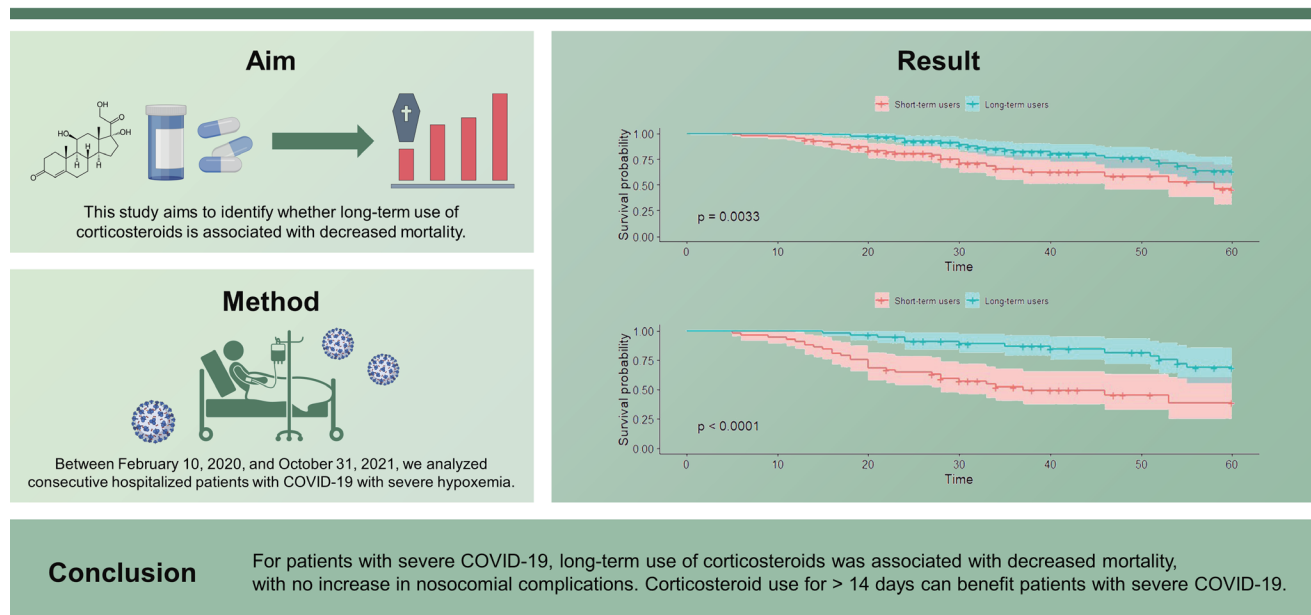 Aim
OH
O
HO
OH
H
H
H
O
This study aims to identify whether long-term use of
corticosteroids is associated with decreased mortality.
Method
Between February 10, 2020, and October 31, 2021, we analyzed
consecutive hospitalized patients with COVID-19 with severe hypoxemia.
Result
Short-term users Long-term users
Survival probability
1.00
0.75
0.50
0.25
0.00
p = 0.0033
0 10 20 30 40 50 60
Time
Short-term users Long-term users
Survival probability
1.00
0.75
0.50
0.25
0.00
p < 0.0001
0 10 20 30 40 50 60
Time
Conclusion
For patients with severe COVID-19, long-term use of corticosteroids was associated with decreased mortality,
with no increase in nosocomial complications. Corticosteroid use for > 14 days can benefit patients with severe COVID-19.